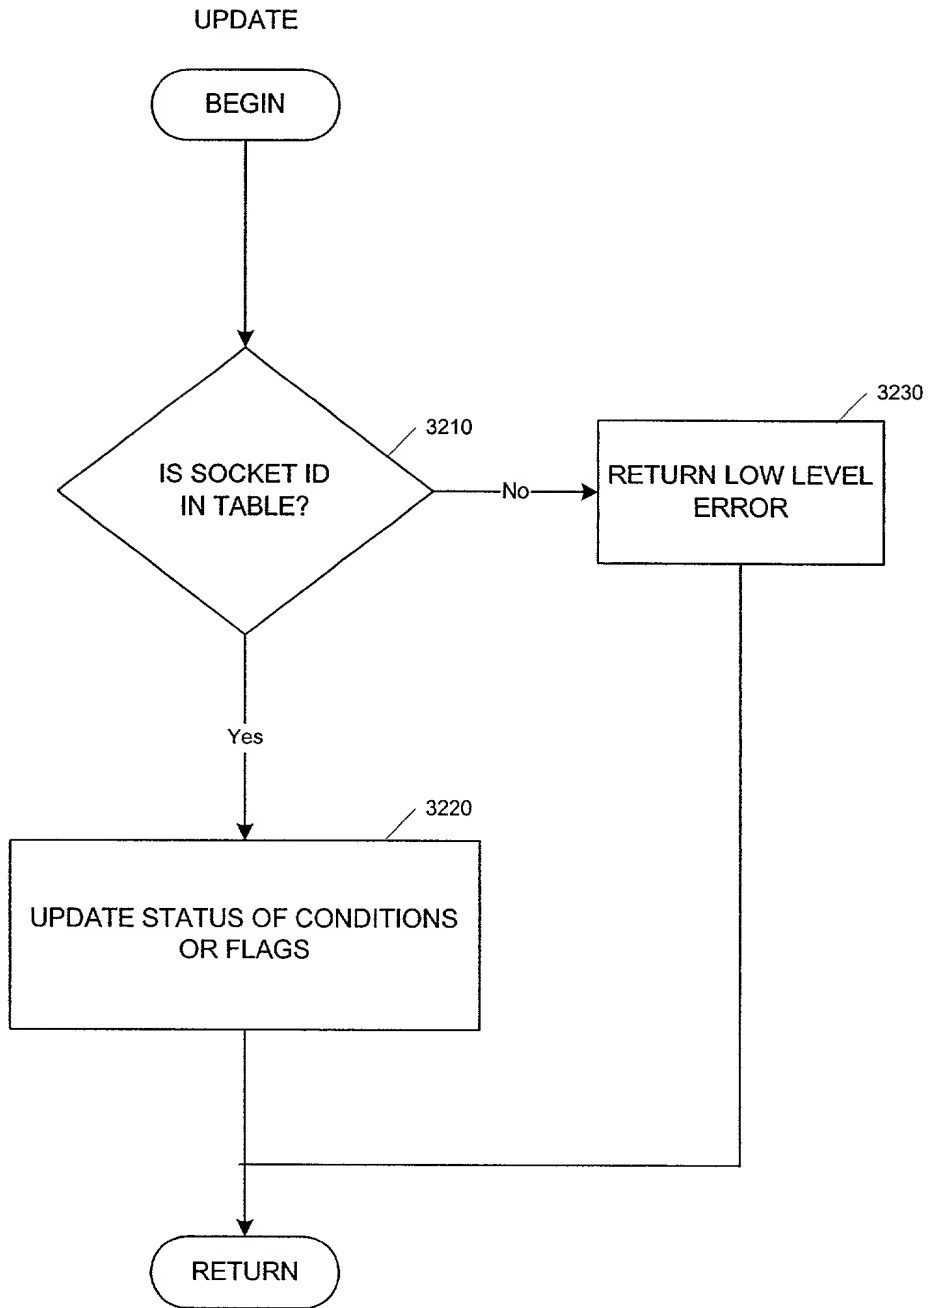 UPDATE
BEGIN
3210
IS SOCKET ID
IN TABLE?
No
3230
RETURN LOW LEVEL
ERROR
Yes
3220
UPDATE STATUS OF CONDITIONS
OR FLAGS
RETURN